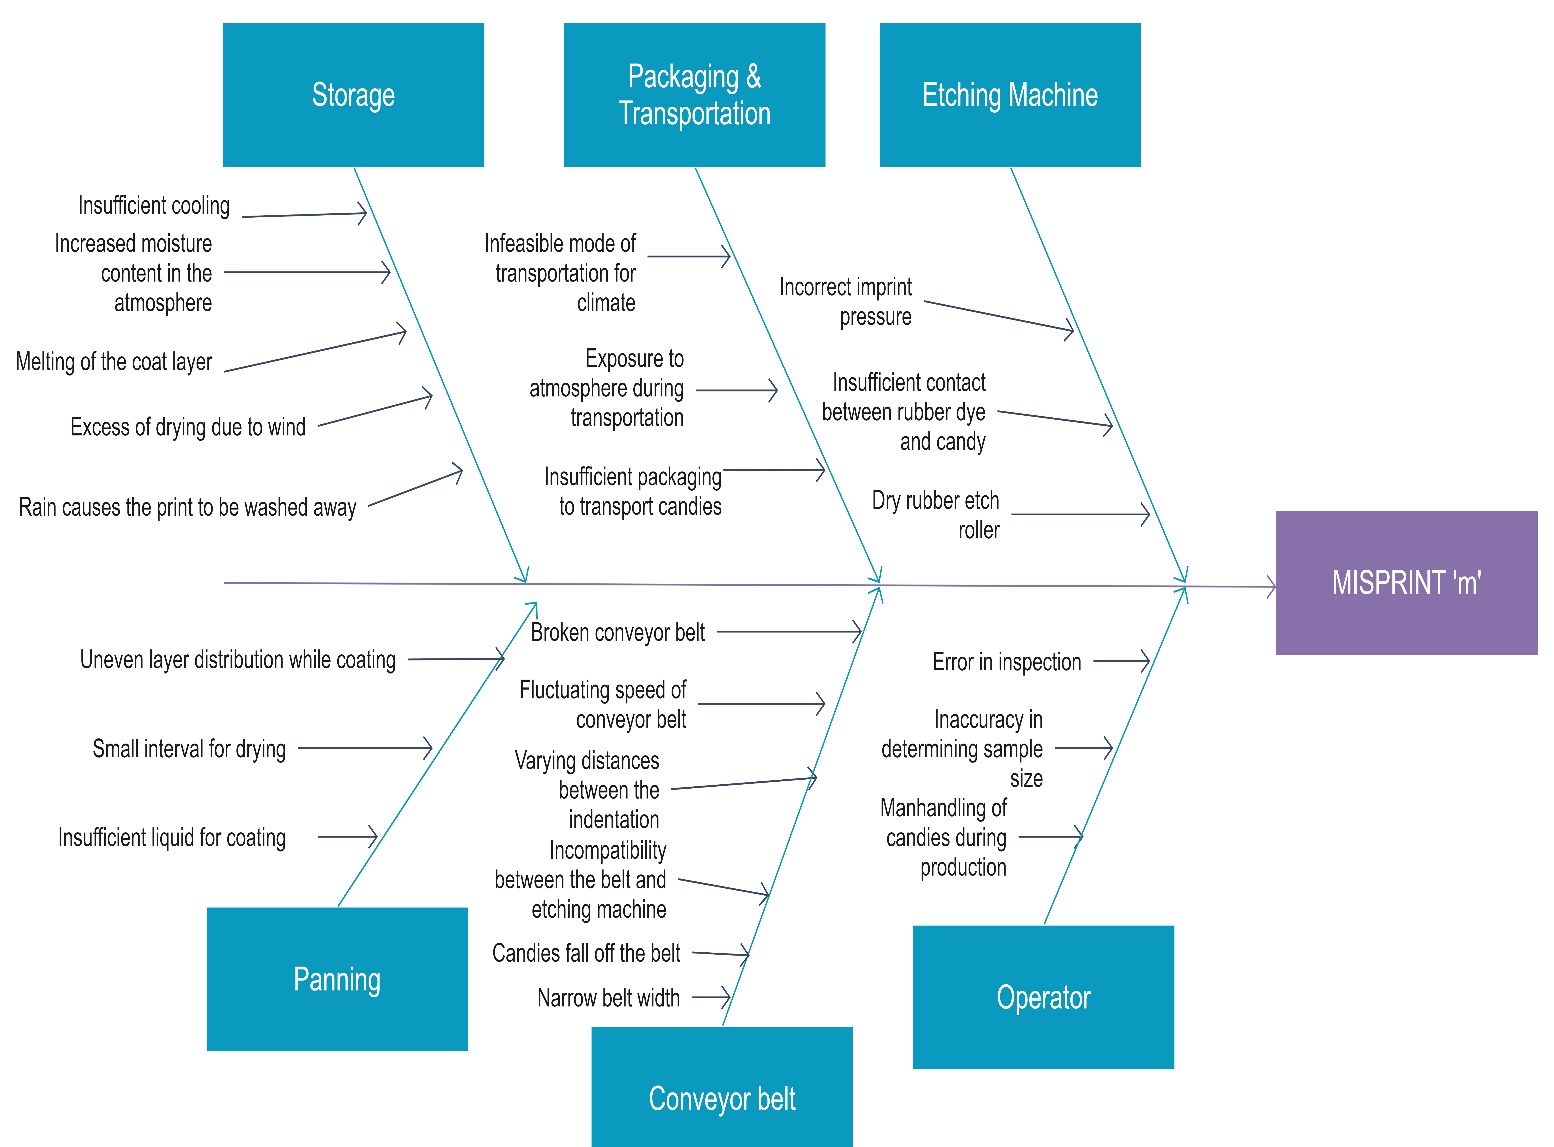 Storage
Packaging &
Transportation
Etching Machine
Insufficient cooling
Increased moisture
content in the
atmosphere
Melting of the coat layer
Excess of drying due to wind
Rain causes the print to be washed away
Infeasible mode of
transportation for
climate
Exposure to
atmosphere during
transportation
Insufficient packaging
to transport candies
Incorrect imprint
pressure
Insufficient contact
between rubber dye
and candy
Dry rubber etch
roller
MISPRINT 'm'
Uneven layer distribution while coating
Small interval for drying
Insufficient liquid for coating
Panning
Broken conveyor belt
Fluctuating speed of
conveyor belt
Varying distances
between the
indentation
Incompatibility
between the belt and
etching machine
Candies fall off the belt
Narrow belt width
Conveyor belt
Error in inspection
Inaccuracy in
determining sample
size
Manhandling of
candies during
production
Operator